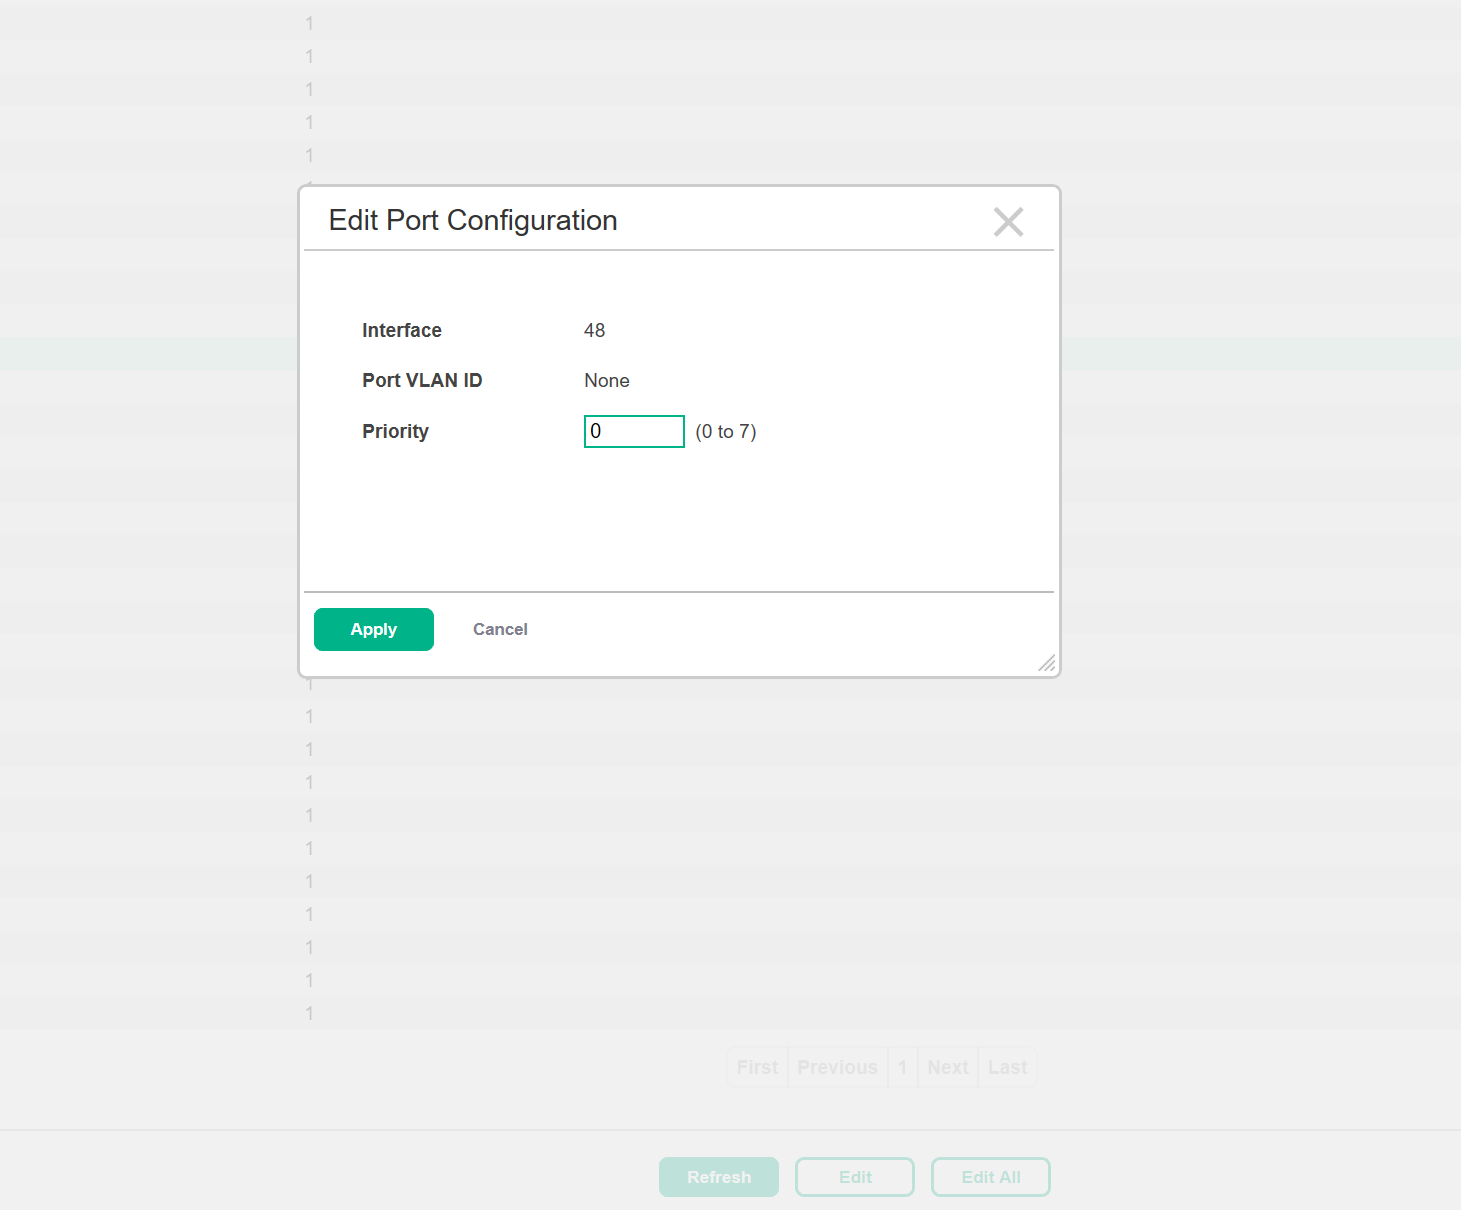 1
1
1
1
1
Edit Port Configuration
Interface 48
Port VLAN ID None
Priority 0 (0 to 7)
Apply Cancel
1
1
1
1
1
1
1
1
1
1
1
First Previous 1 Next Last
Refresh Edit Edit All